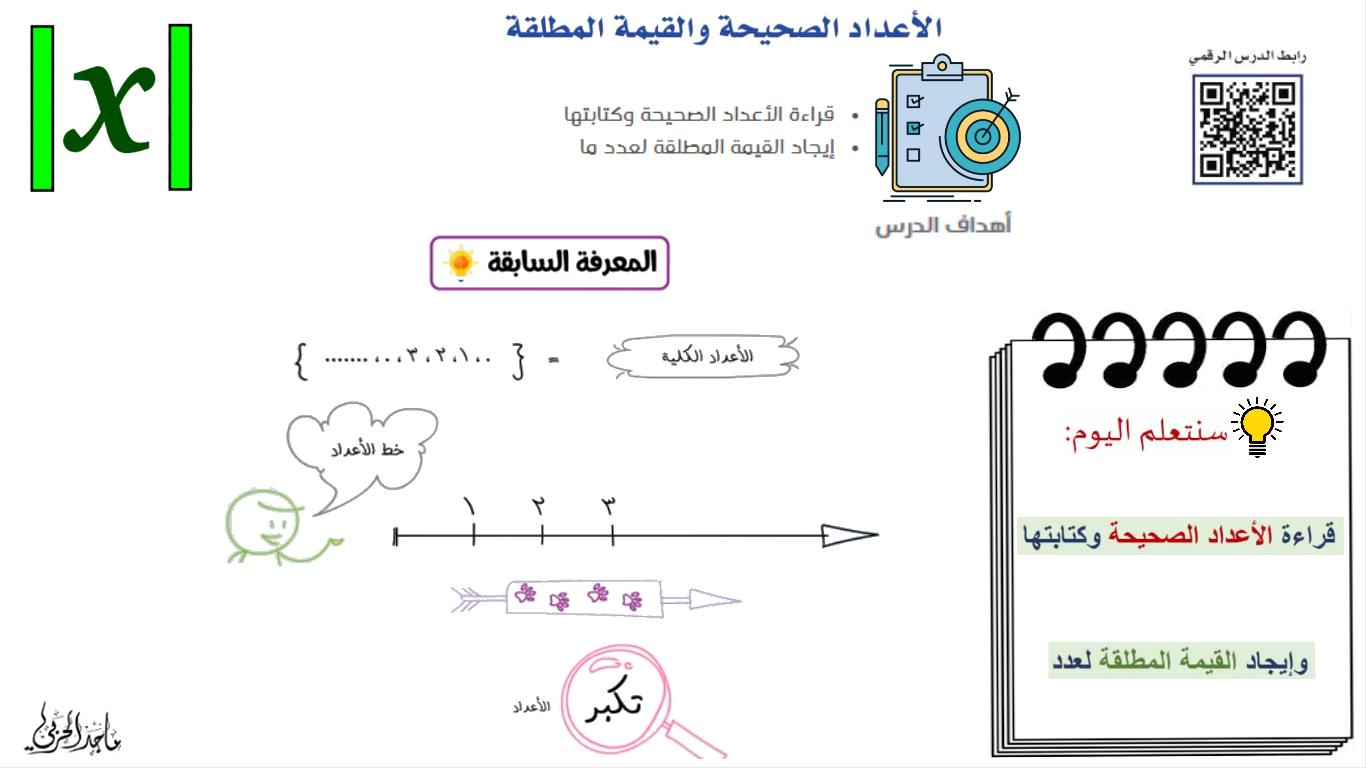 الأعداد الصحيحة والقيمة المطلقة
|x|
رابط الدرس الرقمي
• قراءة الأعداد الصحيحة وكتابتها
• إيجاد القيمة المطلقة لعدد ما
أهداف الدرس
المعرفة السابقة
الأعداد الكلية = { ٠،١،٢،٣،٠،٠ ....... }
خط الأعداد
١ ٢ ٣
تكبر
الأعداد
سنتعلم اليوم:
قراءة الأعداد الصحيحة وكتابتها
وإيجاد القيمة المطلقة لعدد
ماجد الحربي